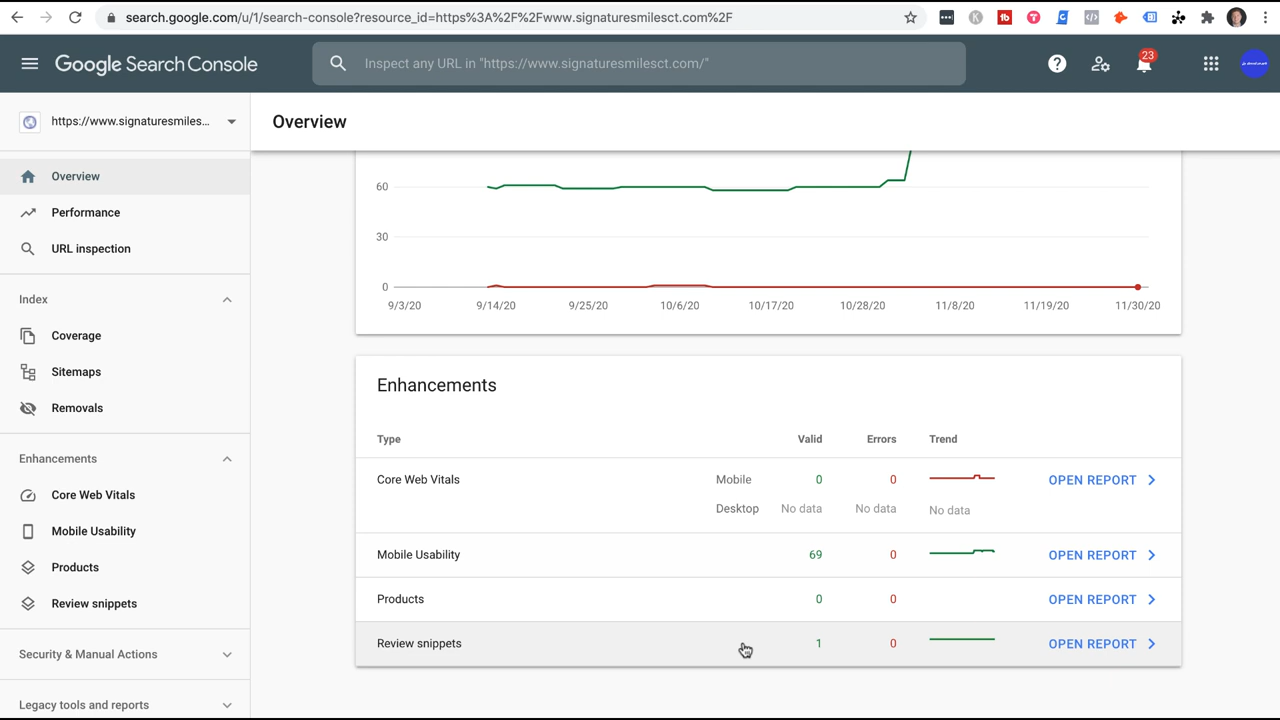 search.google.com/u/1/search-console?resource_id=https%3A%2F%2Fwww.signaturesmilesct.com%2F
Google Search Console
Inspect any URL in "https://www.signaturesmilesct.com/"
23
https://www.signaturesmiles...
Overview
Overview
Performance
URL inspection
Index
Coverage
Sitemaps
Removals
Enhancements
Core Web Vitals
Mobile Usability
Products
Review snippets
Security & Manual Actions
Legacy tools and reports
60
30
0
9/3/20 9/14/20 9/25/20 10/6/20 10/17/20 10/28/20 11/8/20 11/19/20 11/30/20
Enhancements
Type Valid Errors Trend
Core Web Vitals Mobile 0 0 OPEN REPORT
Desktop No data No data No data
Mobile Usability 69 0 OPEN REPORT
Products 0 0 OPEN REPORT
Review snippets 1 0 OPEN REPORT